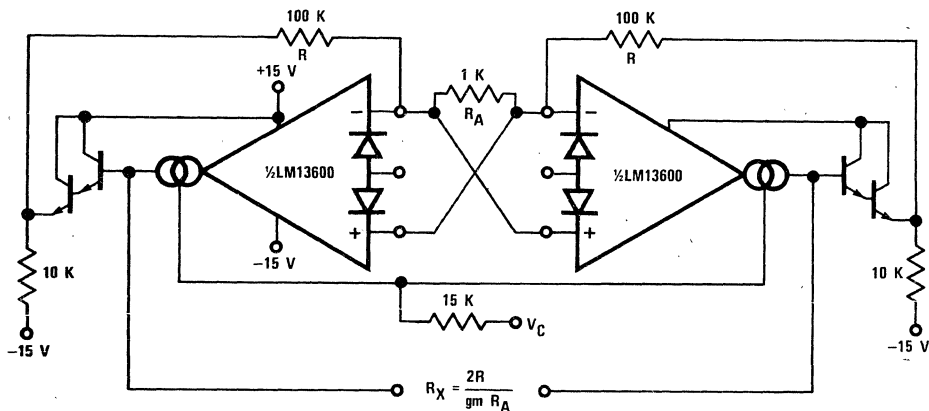 100 K
R
100 K
R
+15 V
1 K
R_A
−
−
½LM13600
½LM13600
+
+
−15 V
10 K
10 K
15 K
V_C
−15 V
−15 V
R_X = 2R / gm R_A